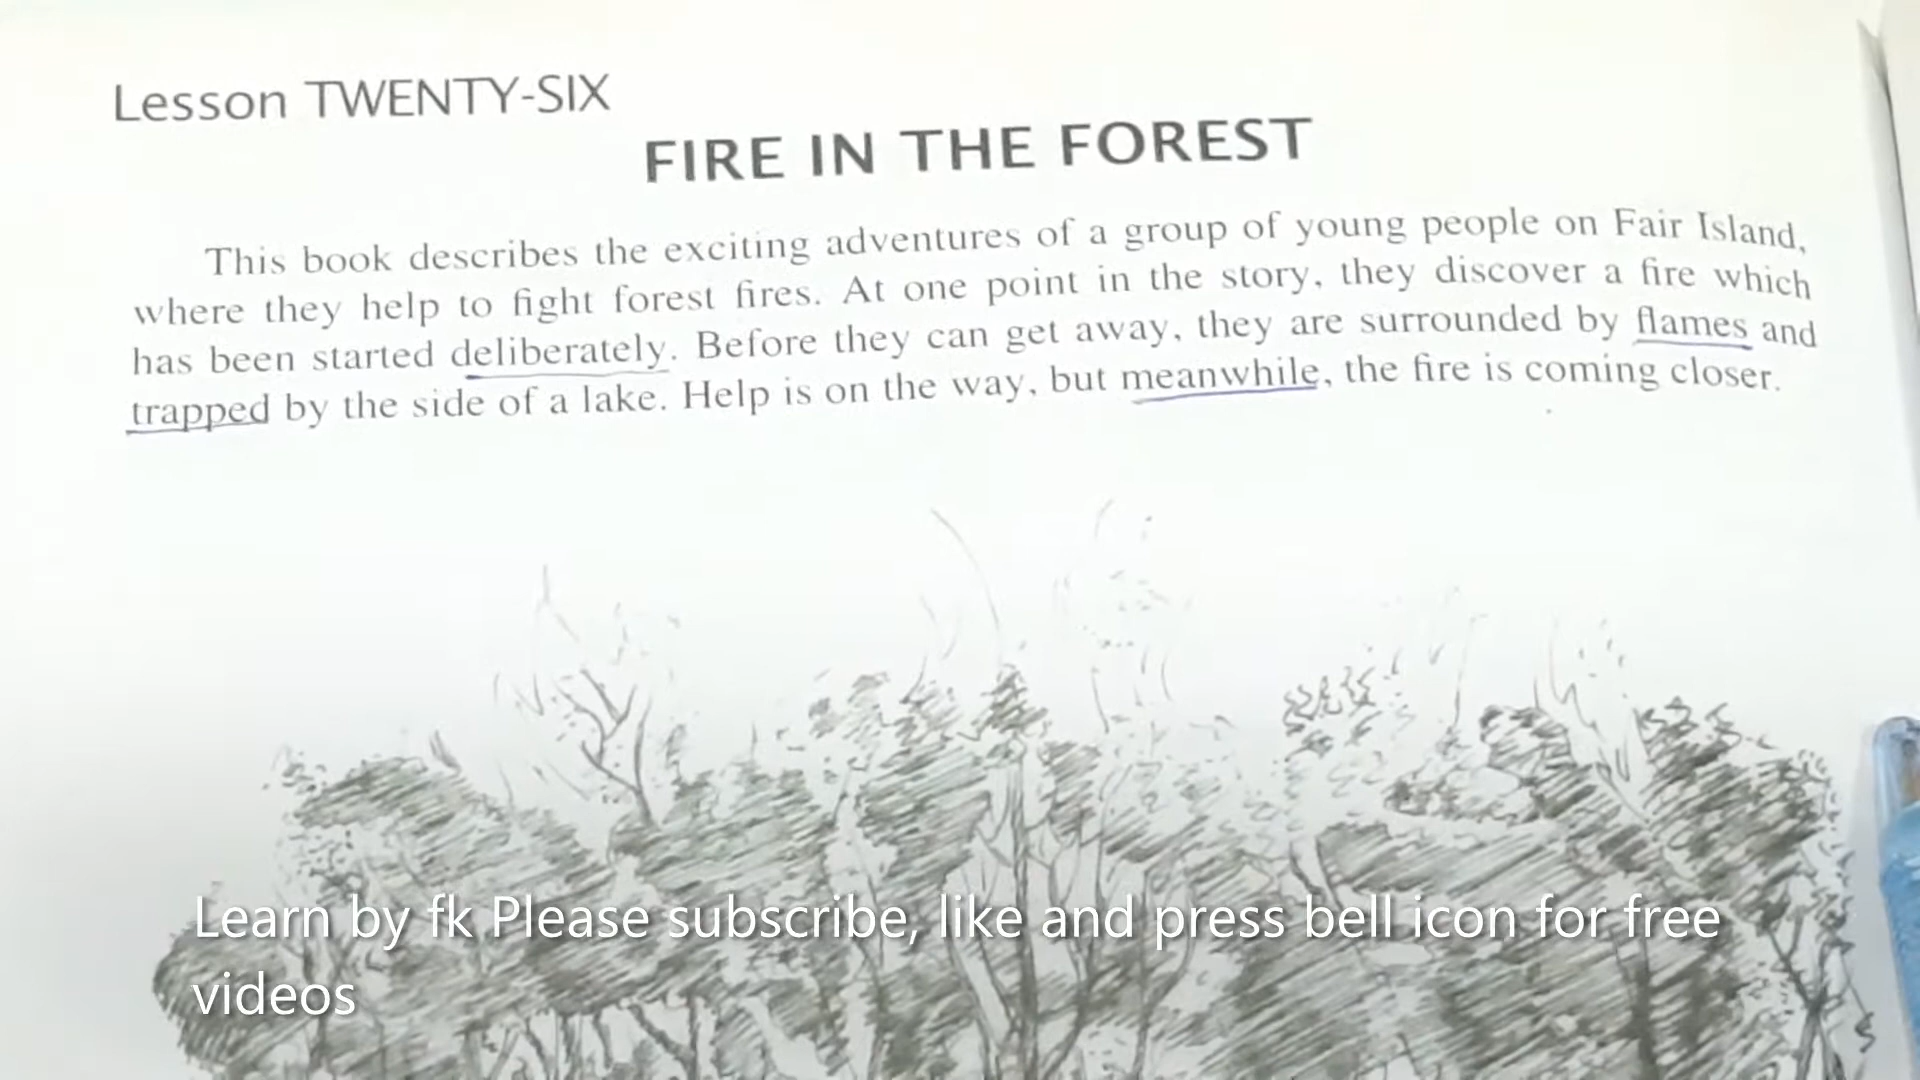 Lesson TWENTY-SIX
FIRE IN THE FOREST
This book describes the exciting adventures of a group of young people on Fair Island,
where they help to fight forest fires. At one point in the story, they discover a fire which
has been started deliberately. Before they can get away, they are surrounded by flames and
trapped by the side of a lake. Help is on the way, but meanwhile, the fire is coming closer.
Learn by fk Please subscribe, like and press bell icon for free
videos